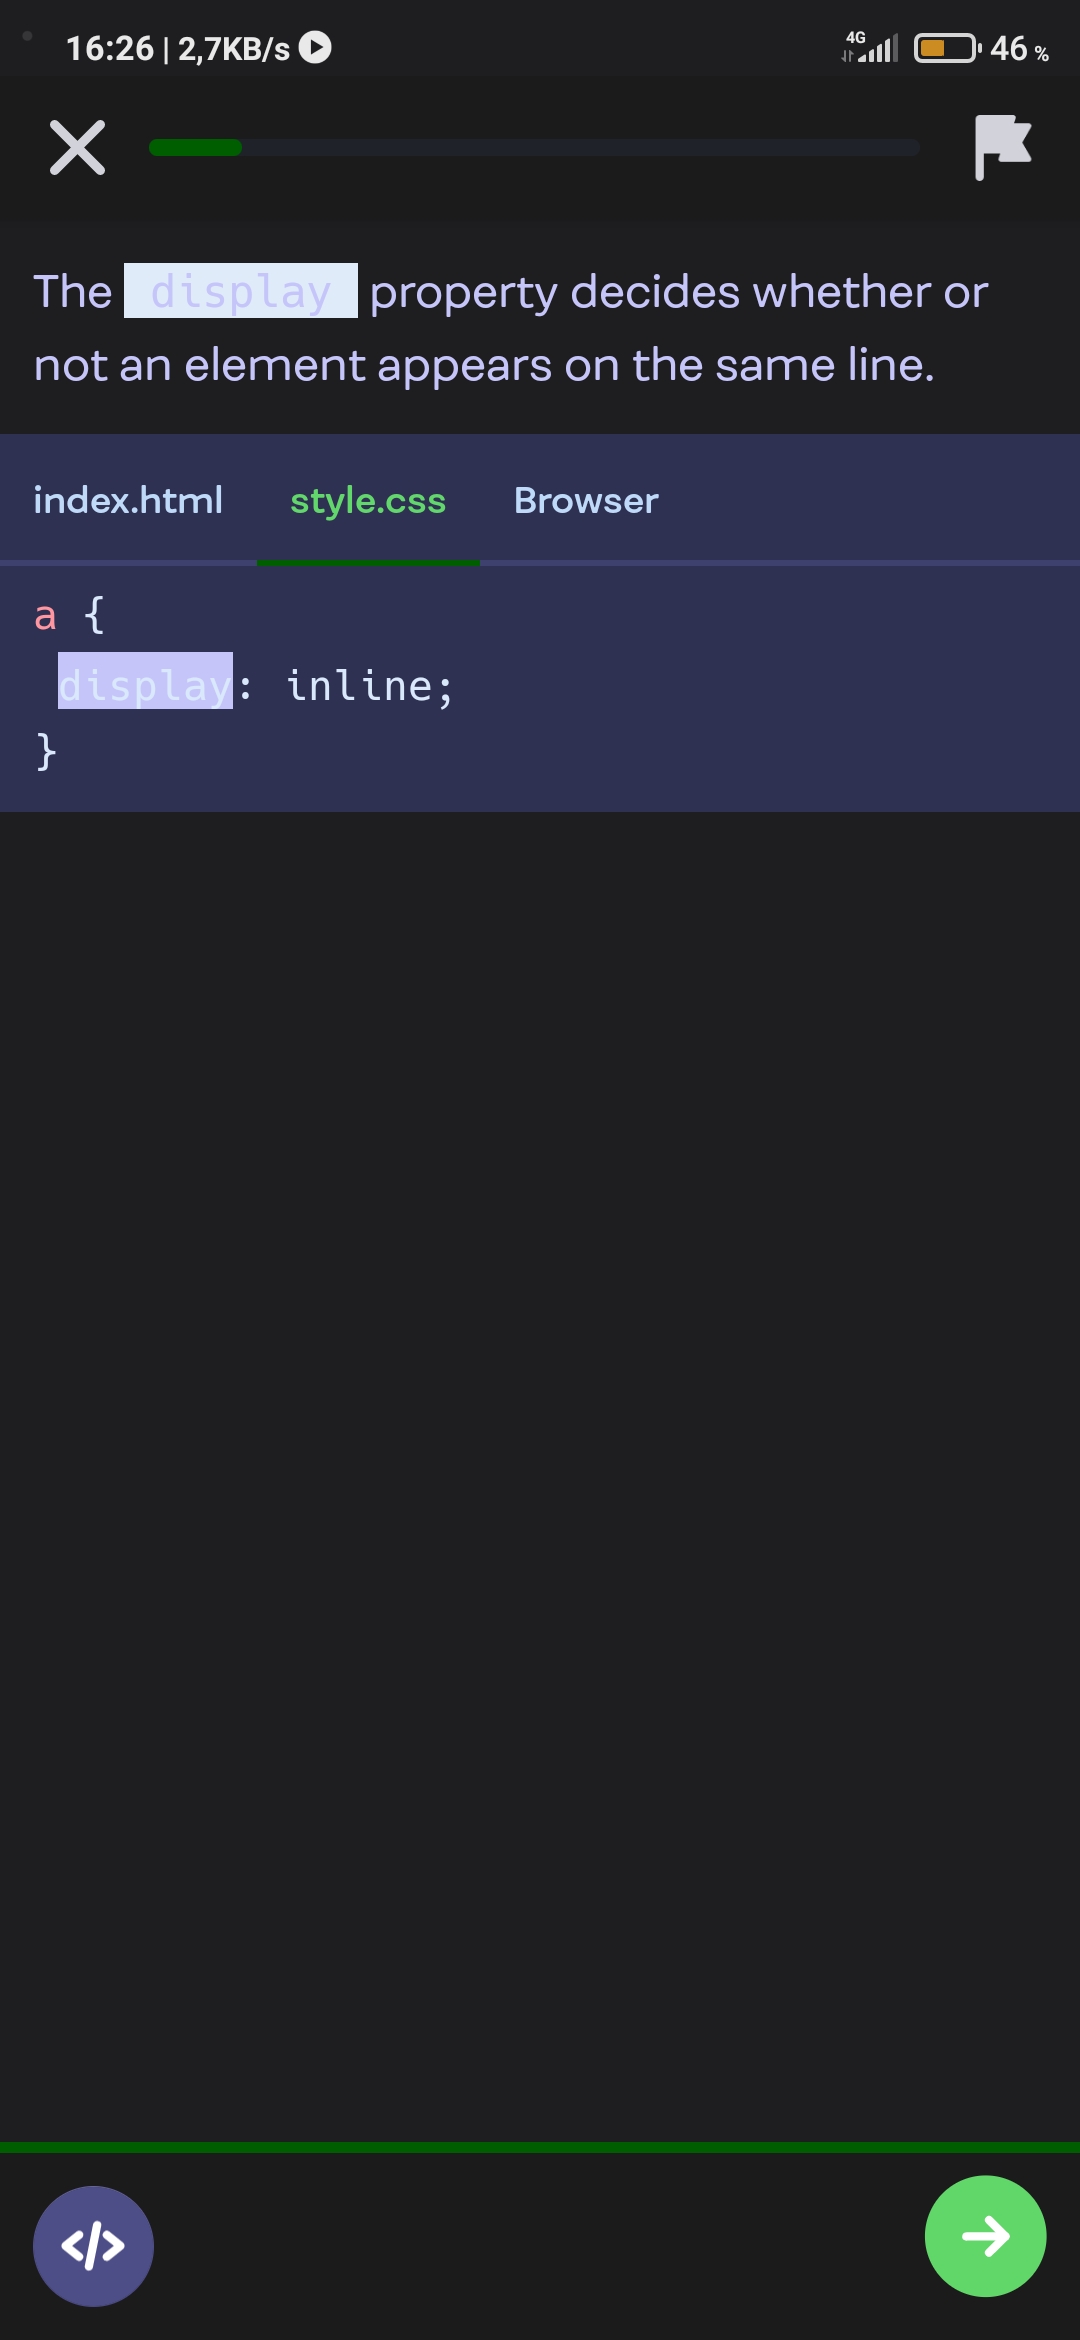 16:26 | 2,7KB/s 4G 46 %
The display property decides whether or
not an element appears on the same line.
index.html style.css Browser
a {
display: inline;
}